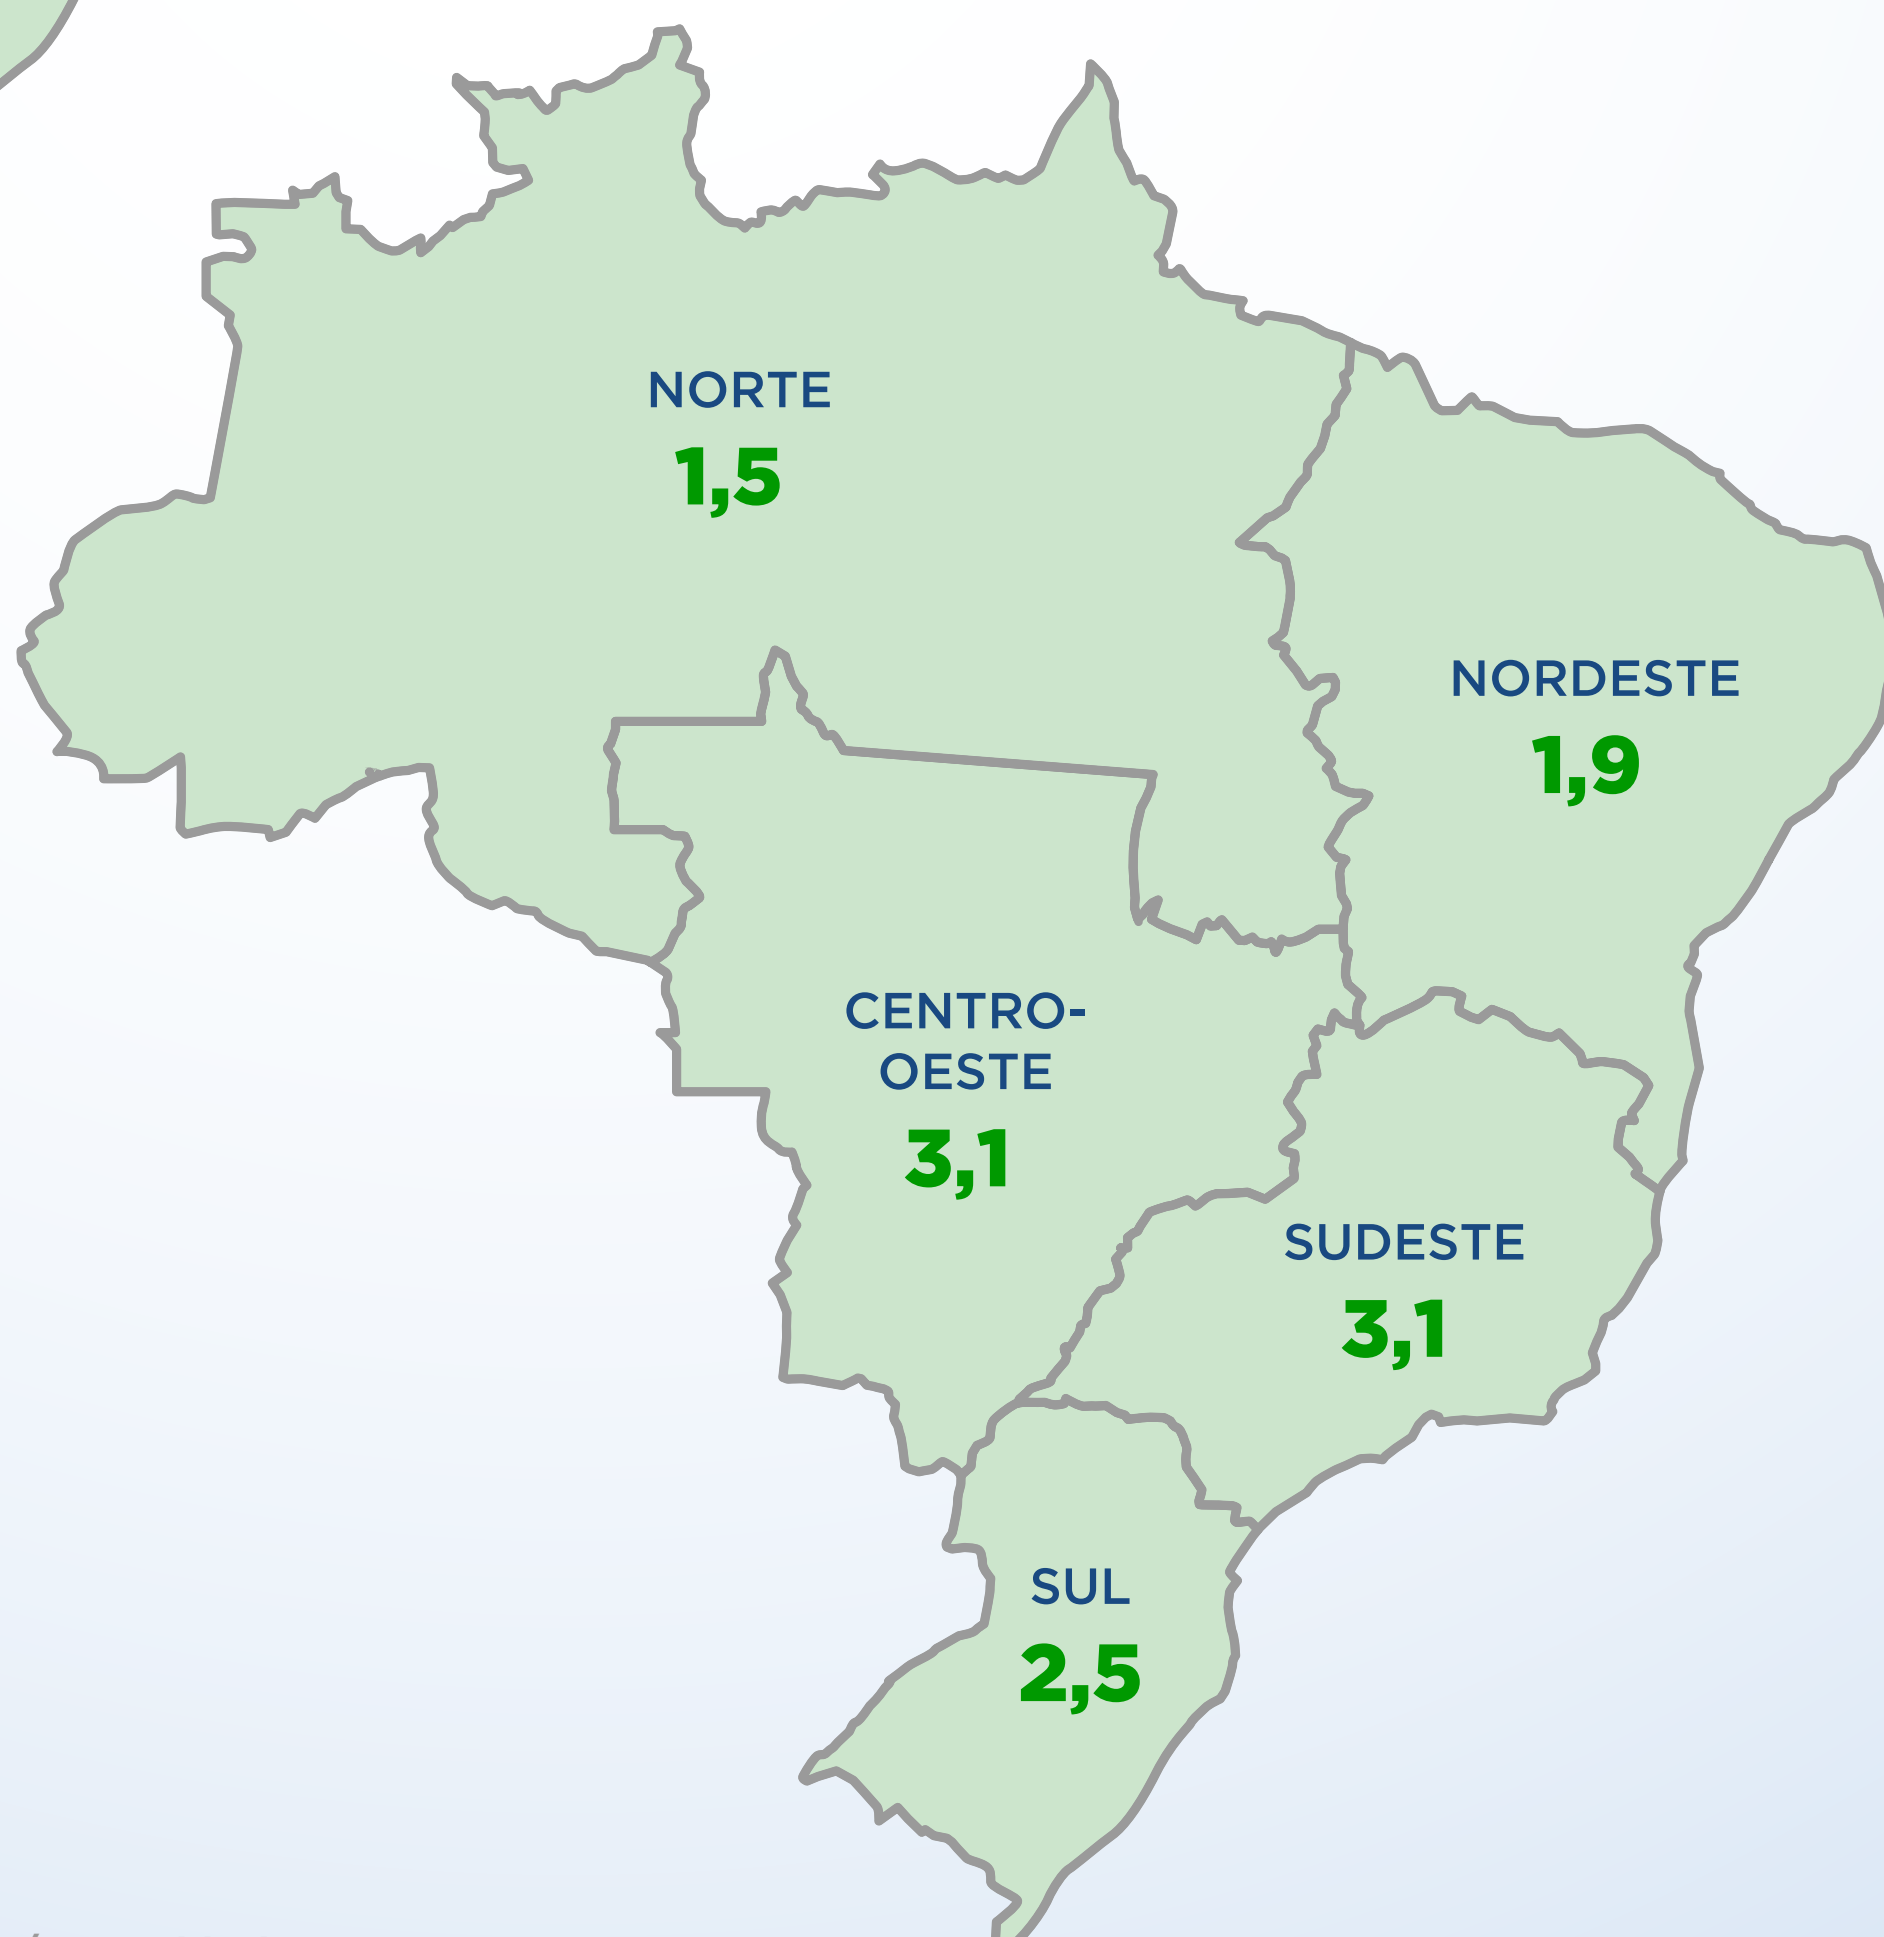 NORTE
1,5
NORDESTE
1,9
CENTRO-
OESTE
3,1
SUDESTE
3,1
SUL
2,5